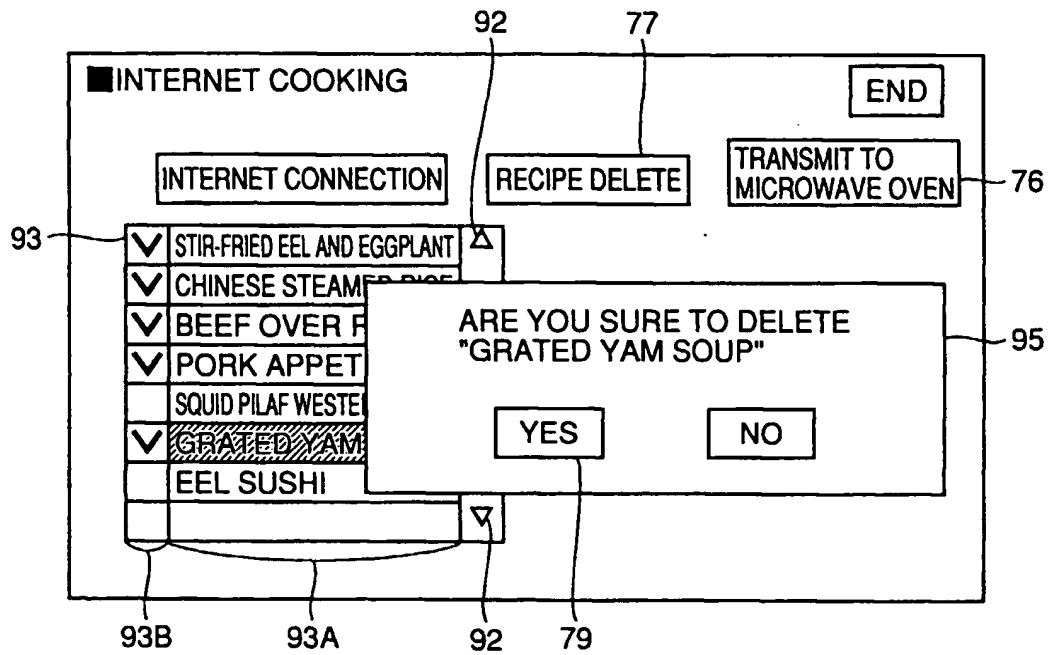 92
77
■INTERNET COOKING
END
INTERNET CONNECTION
RECIPE DELETE
TRANSMIT TO
MICROWAVE OVEN
76
93
STIR-FRIED EEL AND EGGPLANT
CHINESE STEAMED RICE
BEEF OVER R
PORK APPET
SQUID PILAF WESTE
GRATED YAM
EEL SUSHI
ARE YOU SURE TO DELETE
"GRATED YAM SOUP"
95
YES
NO
93B
93A
92
79